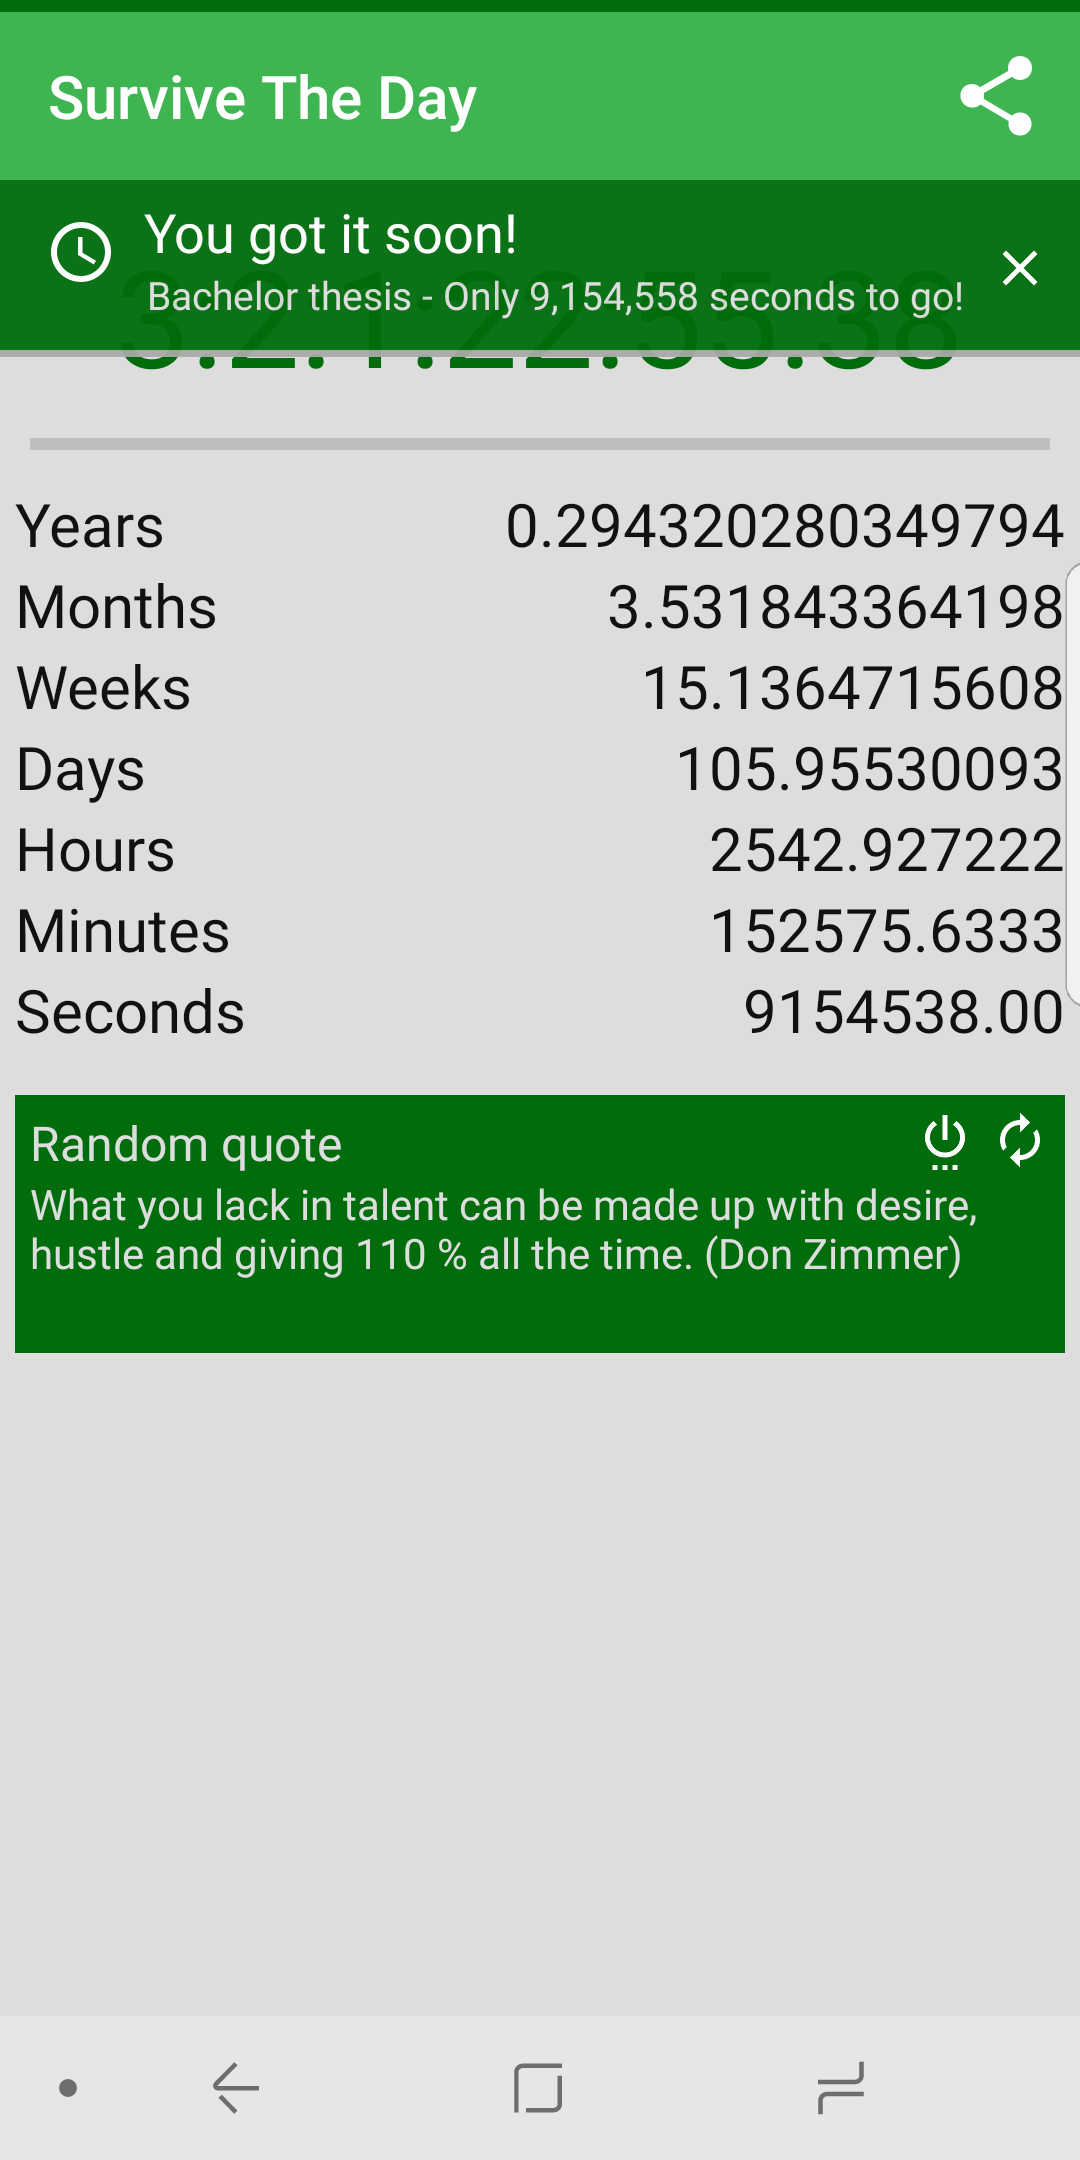 Survive The Day
You got it soon!
Bachelor thesis - Only 9,154,558 seconds to go!
3.2.1.22:55:38
Years 0.294320280349794
Months 3.531843364198
Weeks 15.1364715608
Days 105.95530093
Hours 2542.927222
Minutes 152575.6333
Seconds 9154538.00
Random quote
What you lack in talent can be made up with desire,
hustle and giving 110 % all the time. (Don Zimmer)